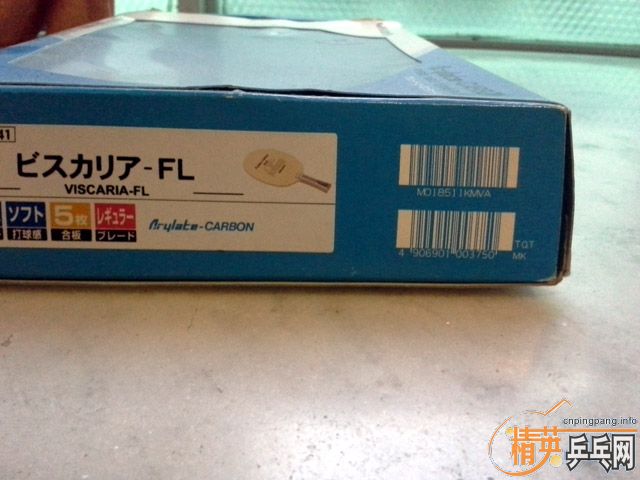 41
ビスカリア-FL
VISCARIA-FL
ソフト
打球感
5枚
合板
レギュラー
ブレード
Arylate-CARBON
MD18511KMVA
4 906901 003750
TGT
MK
cnpingpang.info
精英乒乓网